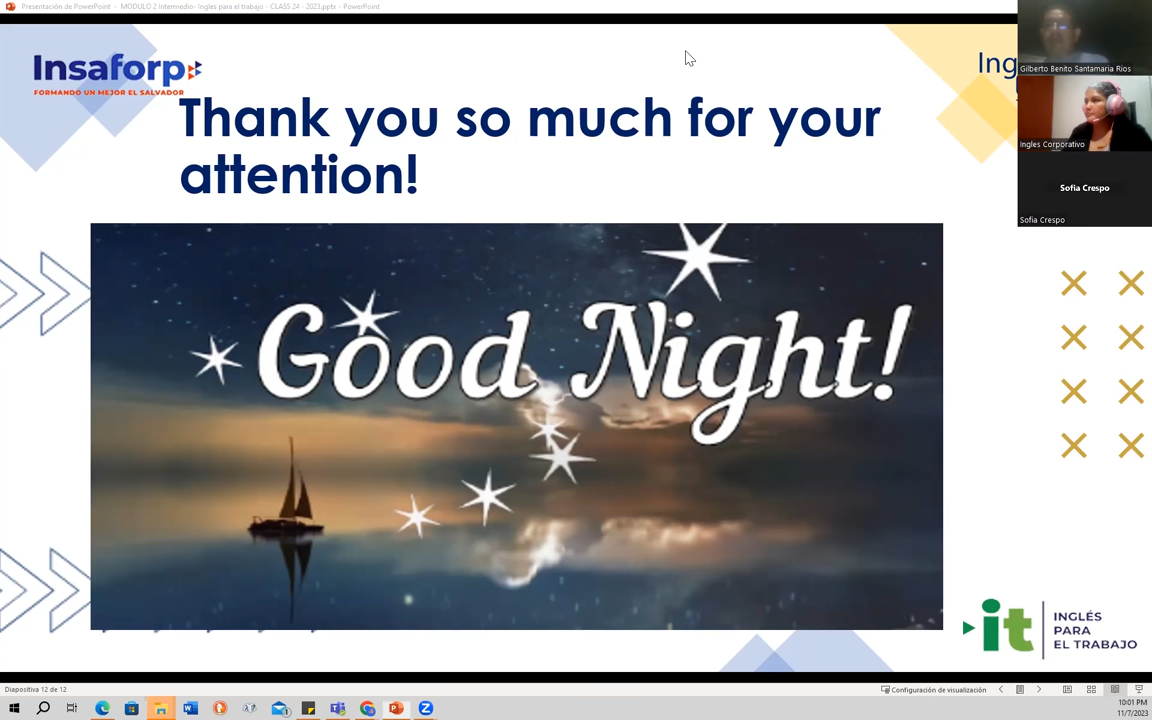 Presentación de PowerPoint - MODULO 2 Intermedio- Ingles para el trabajo - CLASS 24 - 2023.pptx - PowerPoint
Insaforp
FORMANDO UN MEJOR EL SALVADOR
Ing
Thank you so much for your
attention!
Good Night!
Gilberto Benito Santamaria Rios
Ingles Corporativo
Sofia Crespo
Sofia Crespo
it
INGLÉS
PARA
EL TRABAJO
Diapositiva 12 de 12
Configuración de visualización
10:01 PM
11/7/2023